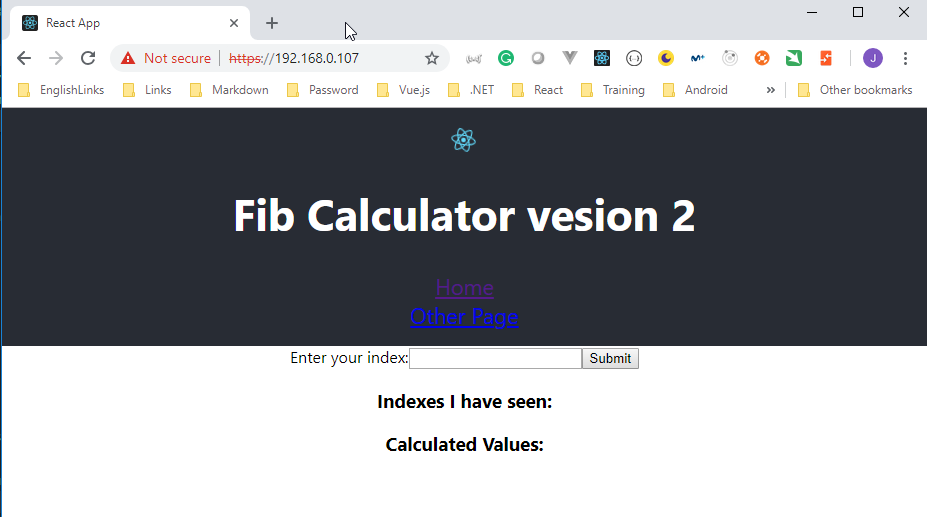 React App
Not secure | https://192.168.0.107
EnglishLinks Links Markdown Password Vue.js .NET React Training Android » Other bookmarks
Fib Calculator vesion 2
Home
Other Page
Enter your index: Submit
Indexes I have seen:
Calculated Values: